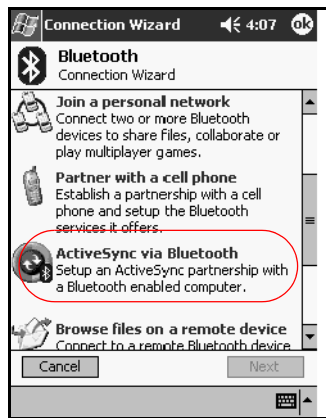 Connection Wizard 4:07 ok
Bluetooth
Connection Wizard
Join a personal network
Connect two or more Bluetooth
devices to share files, collaborate or
play multiplayer games.
Partner with a cell phone
Establish a partnership with a cell
phone and setup the Bluetooth
services it offers.
ActiveSync via Bluetooth
Setup an ActiveSync partnership with
a Bluetooth enabled computer.
Browse files on a remote device
Connect to a remote Bluetooth device
Cancel Next